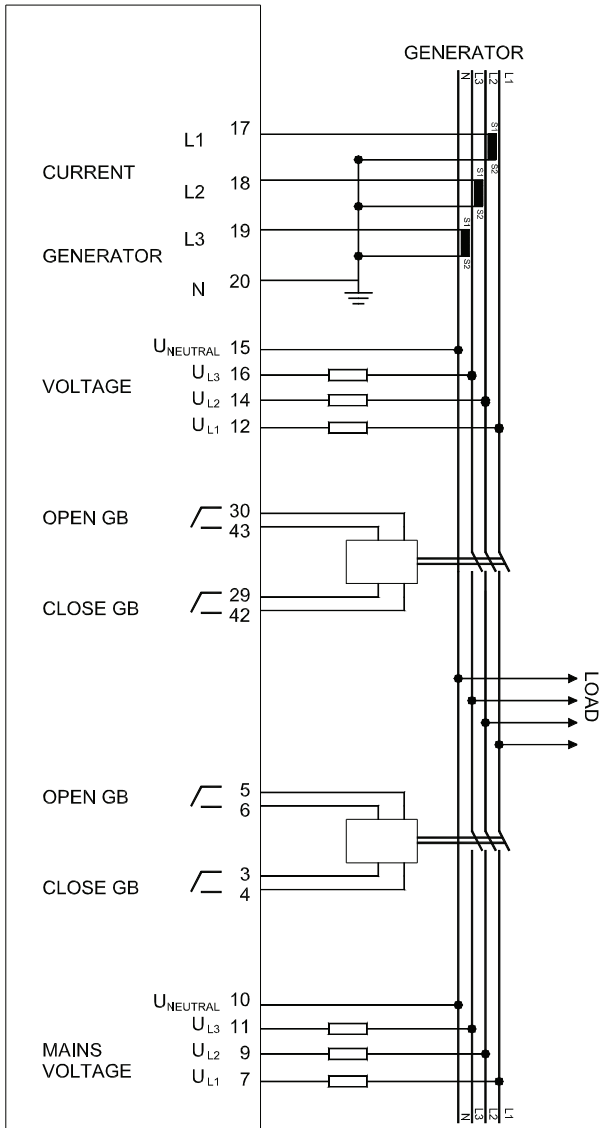 GENERATOR
N L3 L2 L1
L1 17
S1
S2
CURRENT
L2 18
S1
S2
L3 19
S1
S2
GENERATOR
N 20
UNEUTRAL 15
UL3 16
VOLTAGE
UL2 14
UL1 12
OPEN GB
30
43
CLOSE GB
29
42
LOAD
OPEN GB
5
6
CLOSE GB
3
4
UNEUTRAL 10
UL3 11
MAINS
VOLTAGE
UL2 9
UL1 7
N L3 L2 L1